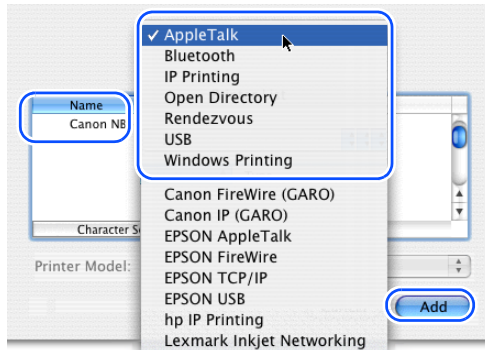 ✓ AppleTalk
Bluetooth
IP Printing
Open Directory
Rendezvous
USB
Windows Printing
Name
Canon NB
Canon FireWire (GARO)
Canon IP (GARO)
EPSON AppleTalk
EPSON FireWire
EPSON TCP/IP
EPSON USB
hp IP Printing
Lexmark Inkjet Networking
Character S
Printer Model:
Add